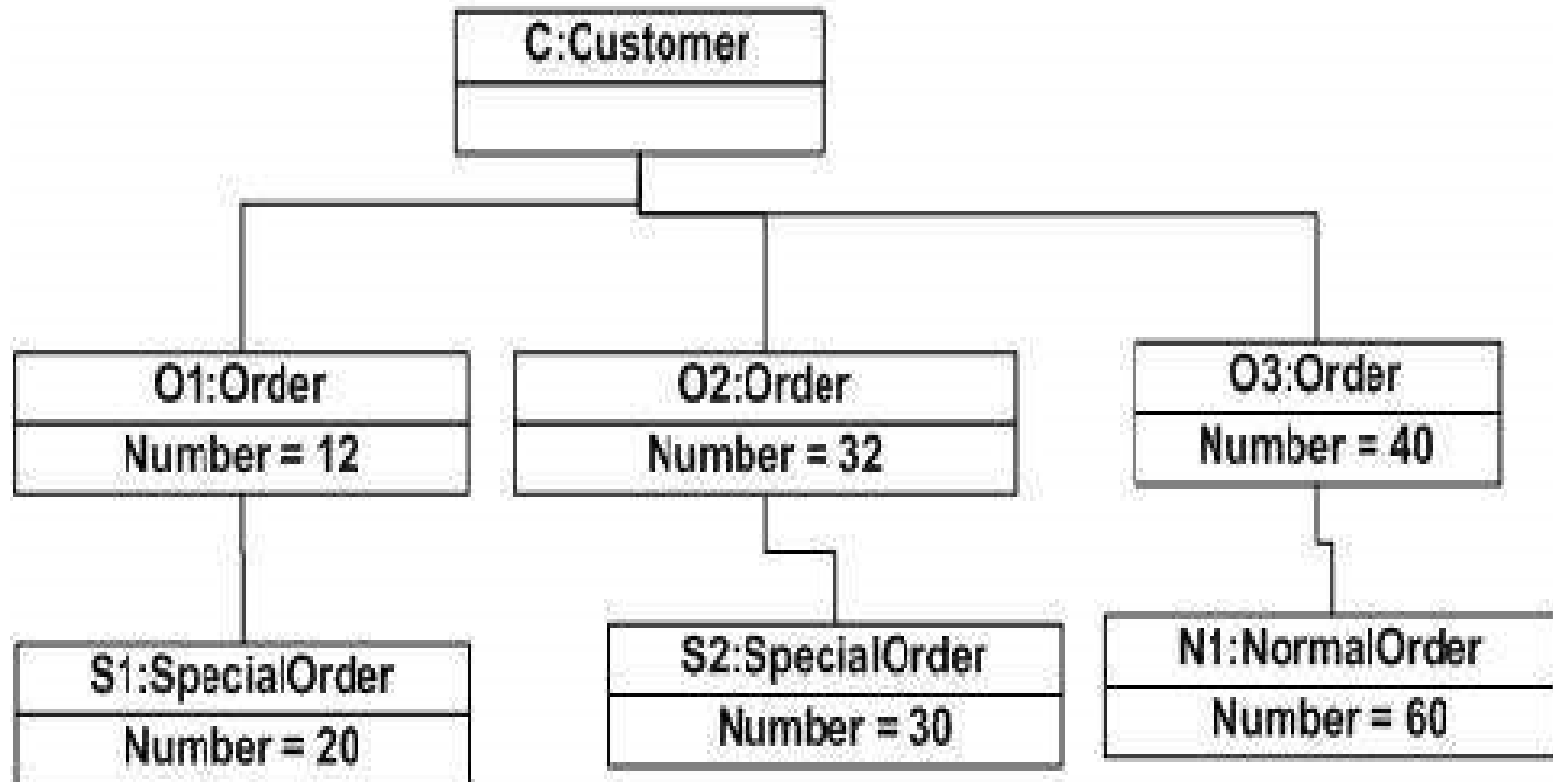 C:Customer
O1:Order
Number = 12
O2:Order
Number = 32
O3:Order
Number = 40
S1:SpecialOrder
Number = 20
S2:SpecialOrder
Number = 30
N1:NormalOrder
Number = 60